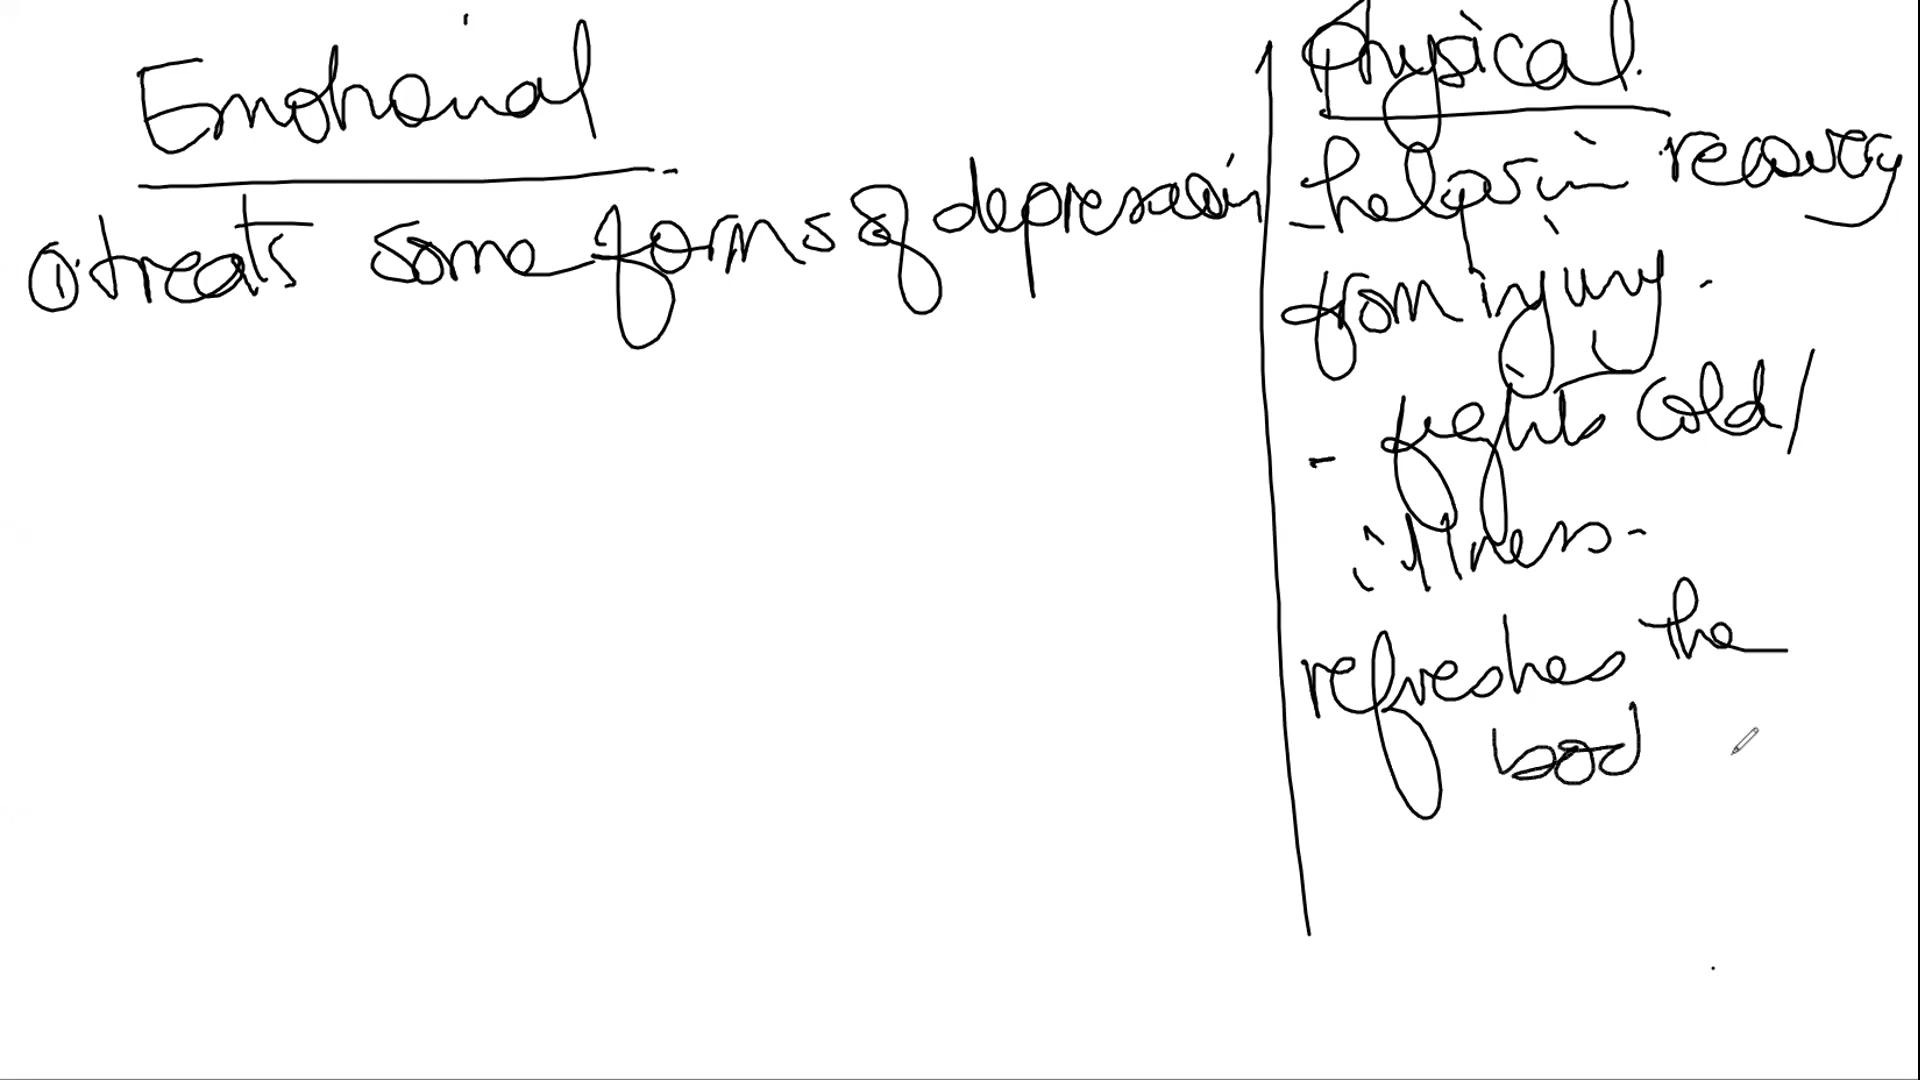 Emotional
① treats some forms of depression
Physical
- helps in recovery
from injury.
- fights cold/
illness-
refreshes the
bod